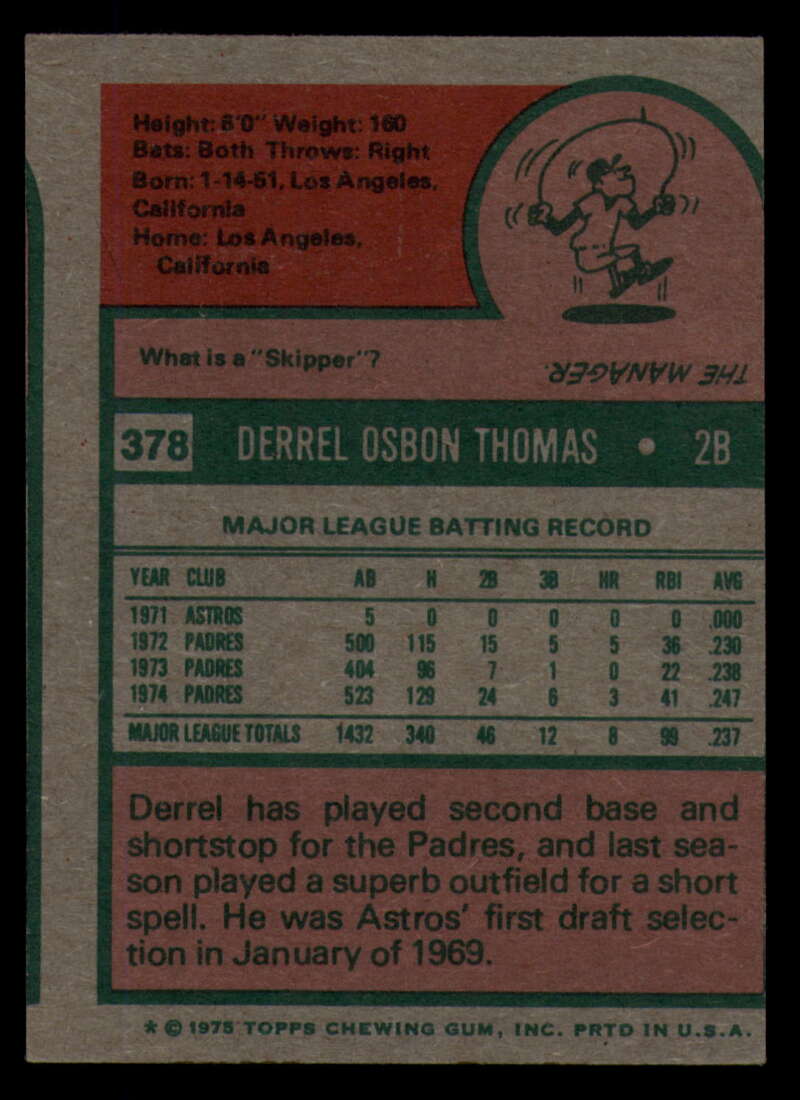 Height: 6'0" Weight: 160
Bats: Both Throws: Right
Born: 1-14-51, Los Angeles,
California
Home: Los Angeles,
California
What is a "Skipper"?
THE MANAGER.
378 DERREL OSBON THOMAS • 2B
MAJOR LEAGUE BATTING RECORD
YEAR CLUB AB H 2B 3B HR RBI AVG
1971 ASTROS 5 0 0 0 0 0 .000
1972 PADRES 500 115 15 5 5 36 .230
1973 PADRES 404 96 7 1 0 22 .238
1974 PADRES 523 129 24 6 3 41 .247
MAJOR LEAGUE TOTALS 1432 340 46 12 8 99 .237
Derrel has played second base and
shortstop for the Padres, and last sea-
son played a superb outfield for a short
spell. He was Astros' first draft selec-
tion in January of 1969.
* © 1975 TOPPS CHEWING GUM, INC. PRTD IN U.S.A.